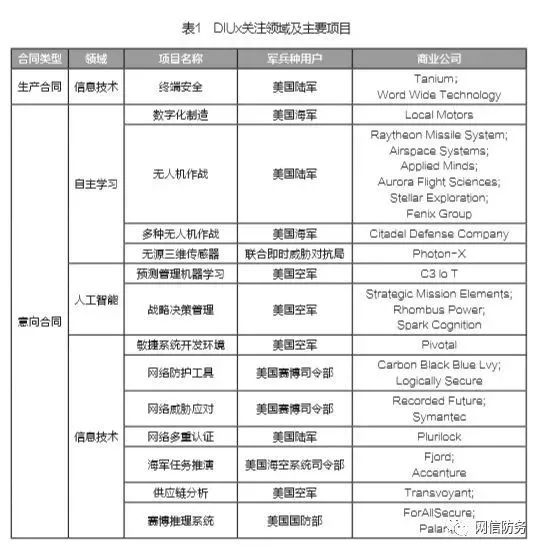 表1 DIUx关注领域及主要项目
合同类型 领域 项目名称 军兵种用户 商业公司
生产合同 信息技术 终端安全 美国陆军 Tanium;
Word Wide Technology
意向合同
自主学习
数字化制造 美国海军 Local Motors
无人机作战 美国陆军 Raytheon Missile System;
Airspace Systems;
Applied Minds;
Aurora Flight Sciences;
Stellar Exploration;
Fenix Group
多种无人机作战 美国海军 Citadel Defense Company
无源三维传感器 联合即时威胁对抗局 Photon-X
人工智能
预测管理机器学习 美国空军 C3 Io T
战略决策管理 美国空军 Strategic Mission Elements;
Rhombus Power;
Spark Cognition
信息技术
敏捷系统开发环境 美国空军 Pivotal
网络防护工具 美国赛博司令部 Carbon Black Blue Lvy;
Logically Secure
网络威胁应对 美国赛博司令部 Recorded Future;
Symantec
网络多重认证 美国陆军 Plurilock
海军任务推演 美国海空系统司令部 Fjord;
Accenture
供应链分析 美国空军 Transvoyant;
赛博推理系统 美国国防部 ForAllSecure;
网信防务